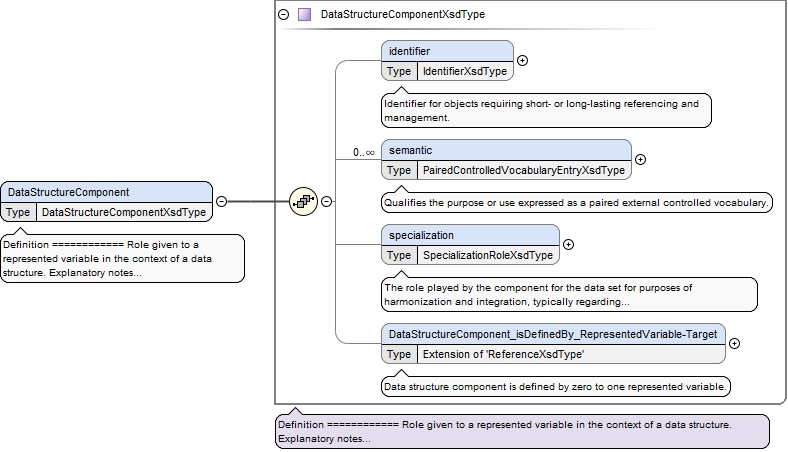 DataStructureComponentXsdType
identifier
Type IdentifierXsdType
Identifier for objects requiring short- or long-lasting referencing and
management.
0..∞
semantic
Type PairedControlledVocabularyEntryXsdType
Qualifies the purpose or use expressed as a paired external controlled vocabulary.
DataStructureComponent
Type DataStructureComponentXsdType
Definition ============ Role given to a
represented variable in the context of a data
structure. Explanatory notes...
specialization
Type SpecializationRoleXsdType
The role played by the component for the data set for purposes of
harmonization and integration, typically regarding...
DataStructureComponent_isDefinedBy_RepresentedVariable-Target
Type Extension of 'ReferenceXsdType'
Data structure component is defined by zero to one represented variable.
Definition ============ Role given to a represented variable in the context of a data structure.
Explanatory notes...